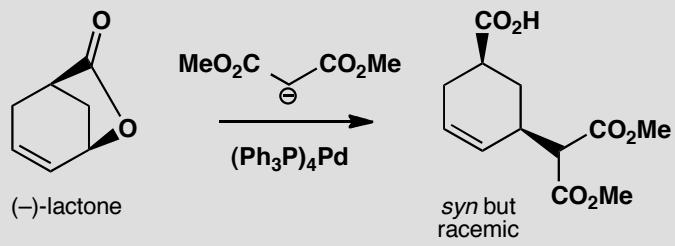 O
O
(–)-lactone
MeO₂C CO₂Me
⊖
(Ph₃P)₄Pd
CO₂H
CO₂Me
CO₂Me
syn but
racemic